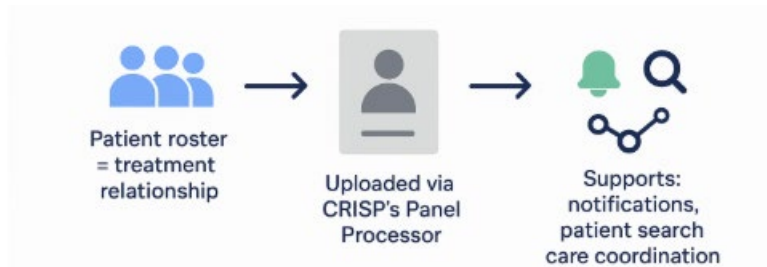 Patient roster
= treatment
relationship
Uploaded via
CRISP's Panel
Processor
Supports:
notifications,
patient search
care coordination